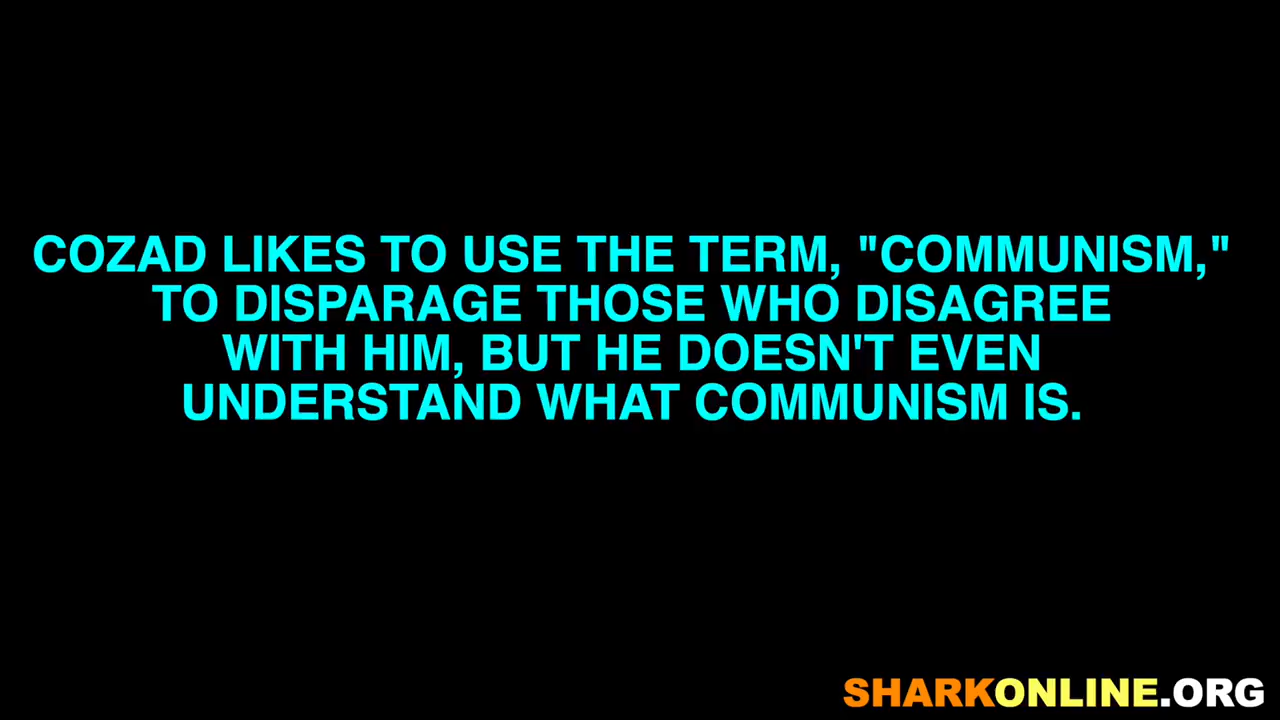 COZAD LIKES TO USE THE TERM, "COMMUNISM,"
TO DISPARAGE THOSE WHO DISAGREE
WITH HIM, BUT HE DOESN'T EVEN
UNDERSTAND WHAT COMMUNISM IS.
SHARKONLINE.ORG